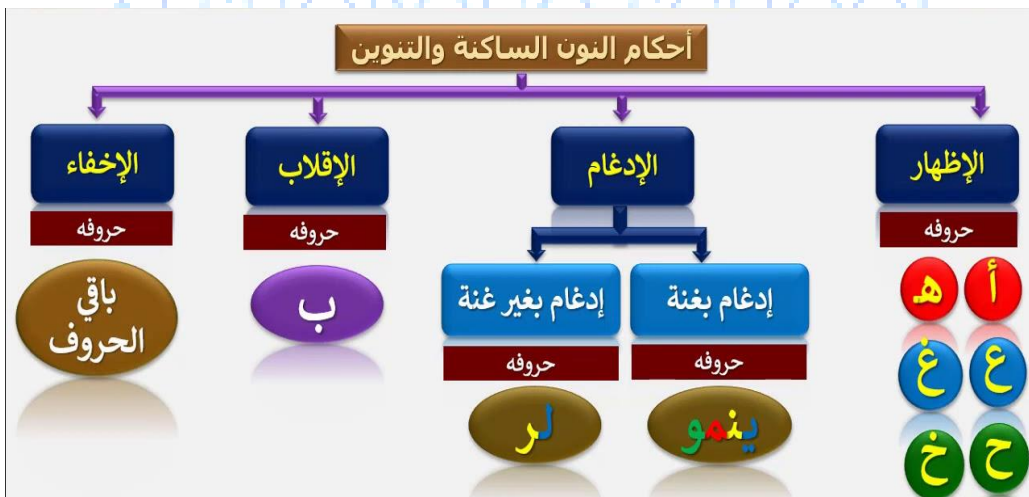 أحكام النون الساكنة والتنوين
الإظهار
الإدغام
الإقلاب
الإخفاء
حروفه
حروفه
حروفه
أ
هـ
ع
غ
ح
خ
إدغام بغنة
إدغام بغير غنة
حروفه
حروفه
ينمو
لر
ب
باقي
الحروف